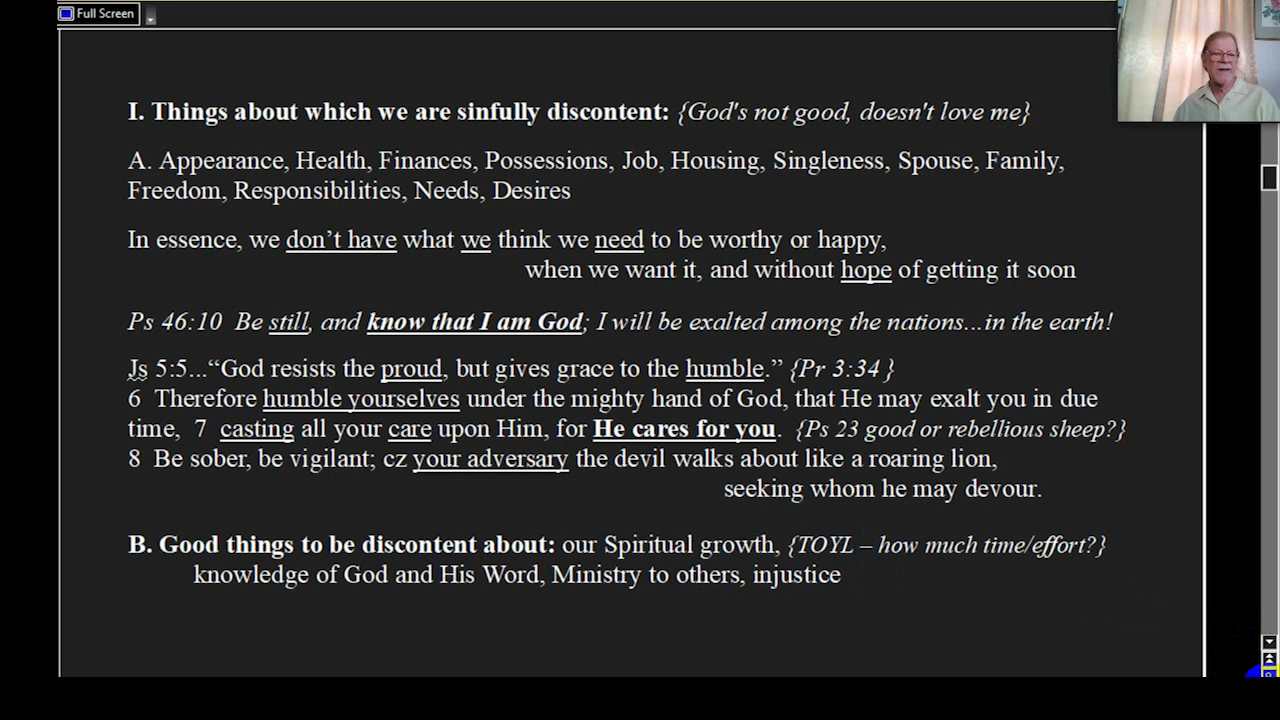 Full Screen
I. Things about which we are sinfully discontent: {God's not good, doesn't love me}
A. Appearance, Health, Finances, Possessions, Job, Housing, Singleness, Spouse, Family,
Freedom, Responsibilities, Needs, Desires
In essence, we don’t have what we think we need to be worthy or happy,
when we want it, and without hope of getting it soon
Ps 46:10 Be still, and know that I am God; I will be exalted among the nations...in the earth!
Js 5:5...“God resists the proud, but gives grace to the humble.” {Pr 3:34 }
6 Therefore humble yourselves under the mighty hand of God, that He may exalt you in due
time, 7 casting all your care upon Him, for He cares for you. {Ps 23 good or rebellious sheep?}
8 Be sober, be vigilant; cz your adversary the devil walks about like a roaring lion,
seeking whom he may devour.
B. Good things to be discontent about: our Spiritual growth, {TOYL – how much time/effort?}
knowledge of God and His Word, Ministry to others, injustice